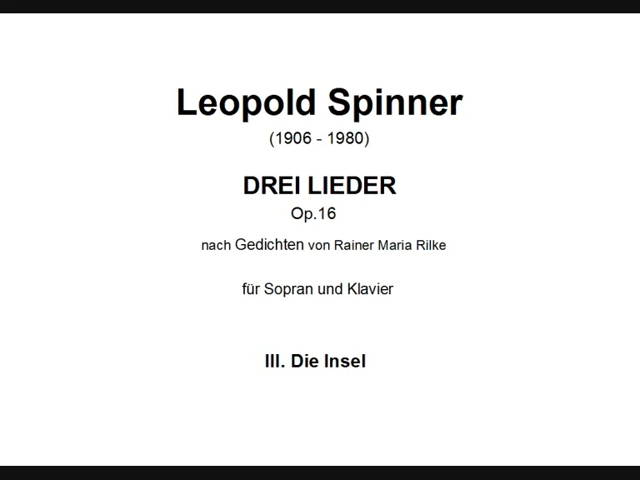 Leopold Spinner
(1906 - 1980)
DREI LIEDER
Op.16
nach Gedichten von Rainer Maria Rilke
für Sopran und Klavier
III. Die Insel